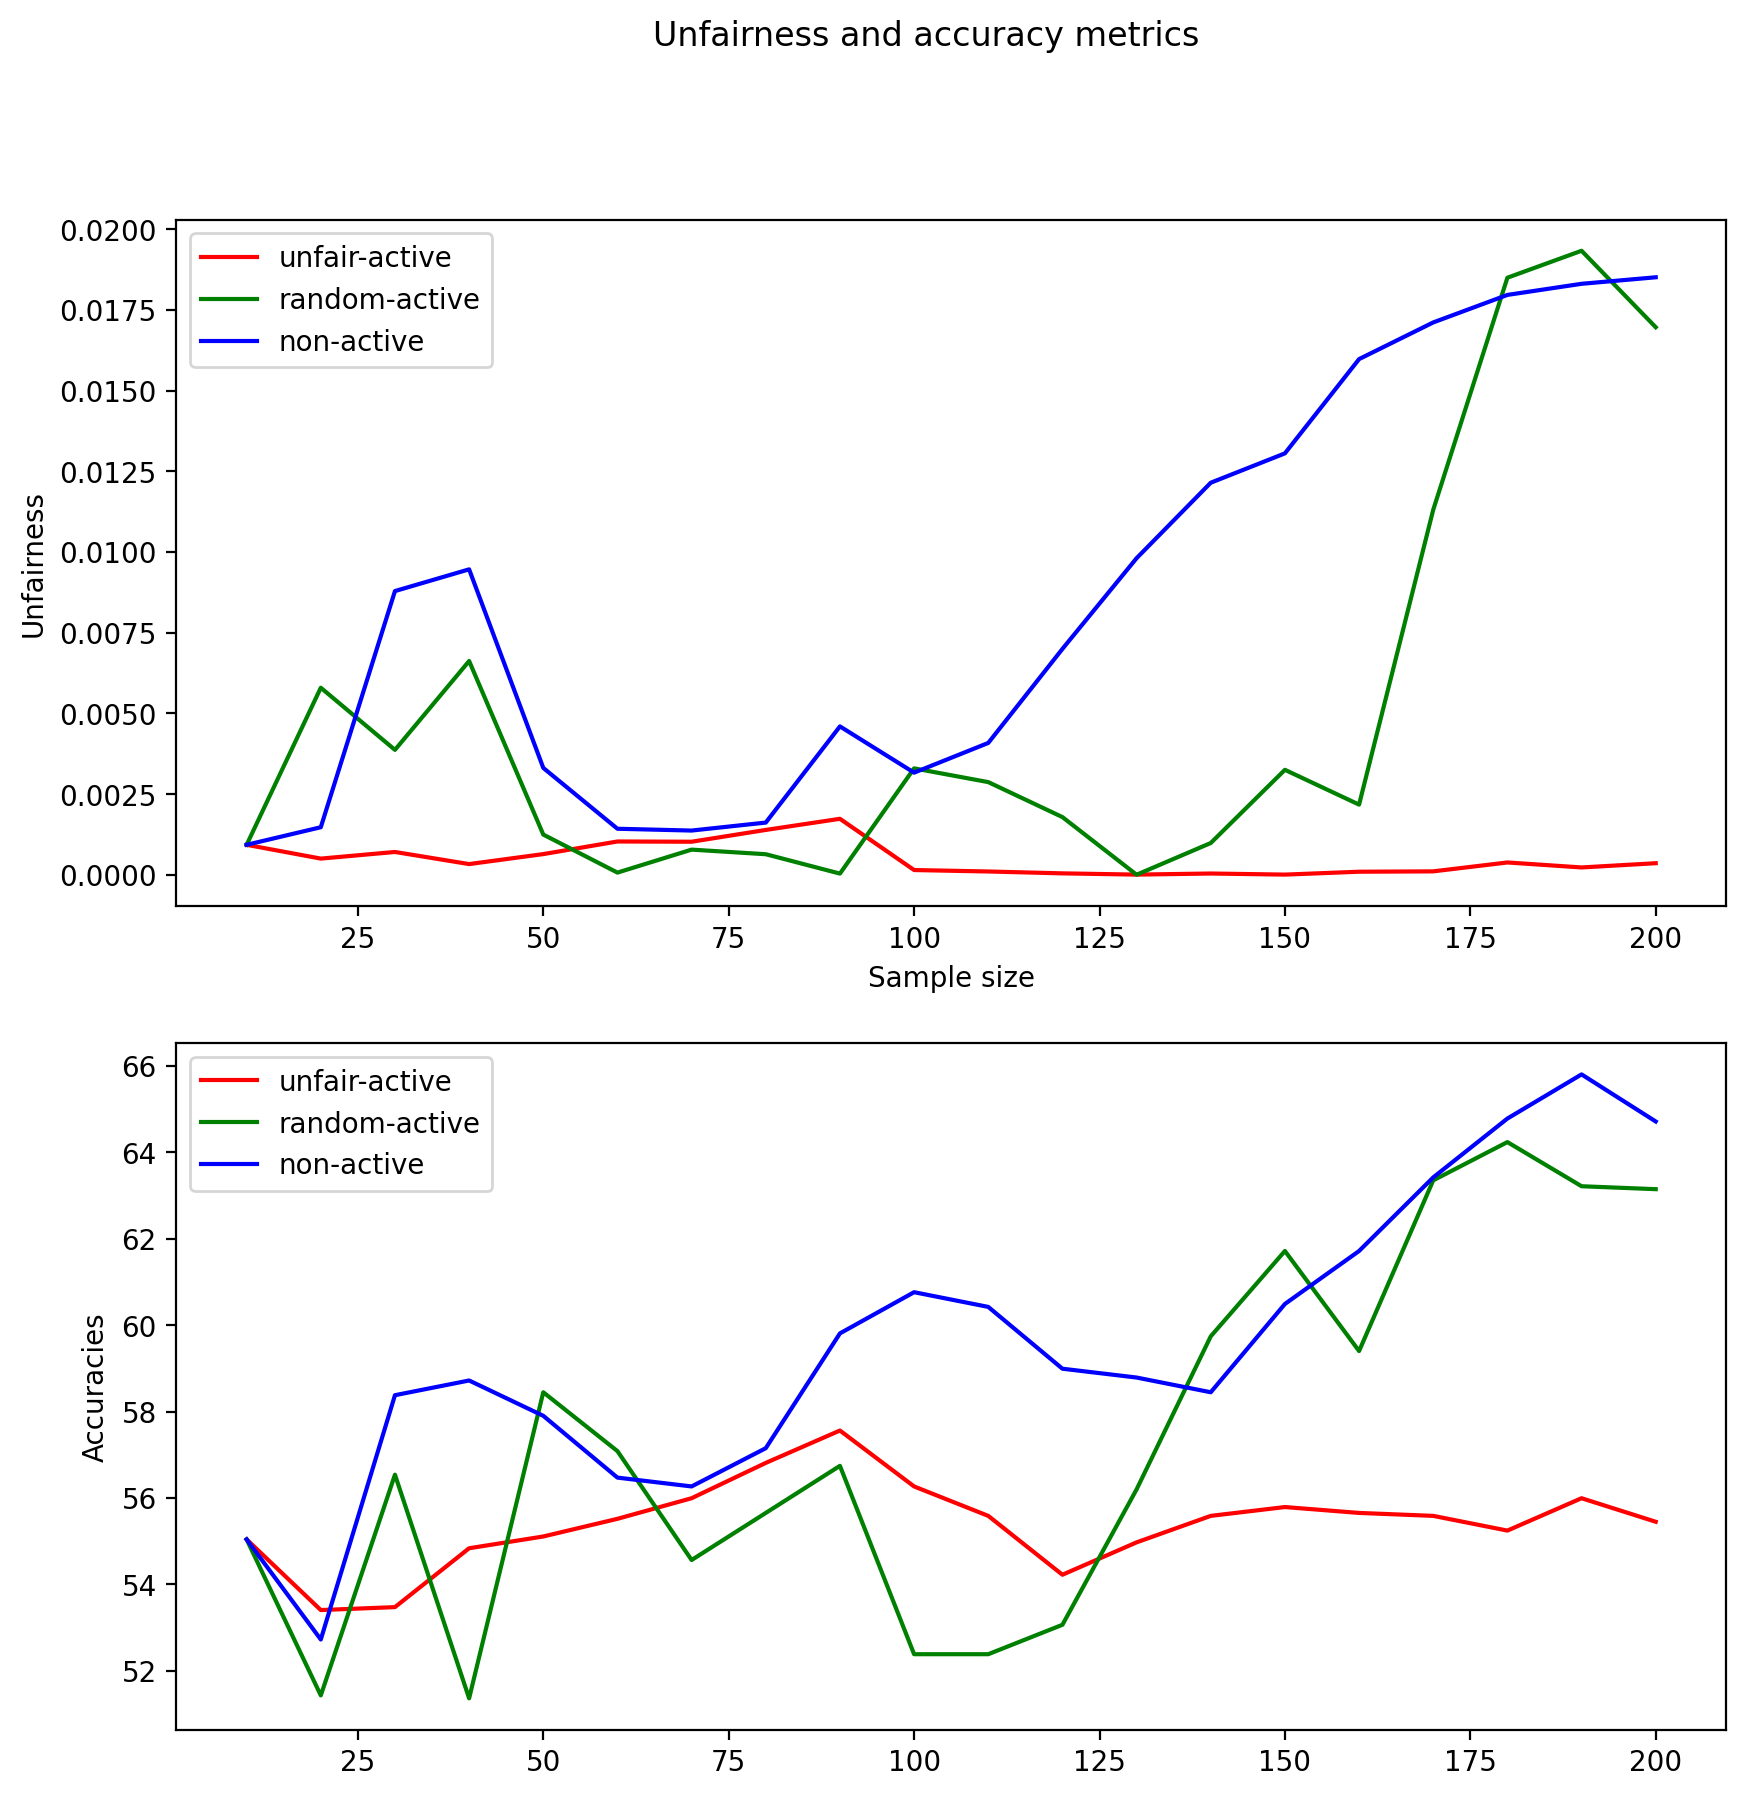 Unfairness and accuracy metrics
0.0200
0.0175
0.0150
0.0125
0.0100
0.0075
0.0050
0.0025
0.0000
Unfairness
unfair-active
random-active
non-active
25 50 75 100 125 150 175 200
Sample size
66
64
62
60
58
56
54
52
Accuracies
unfair-active
random-active
non-active
25 50 75 100 125 150 175 200